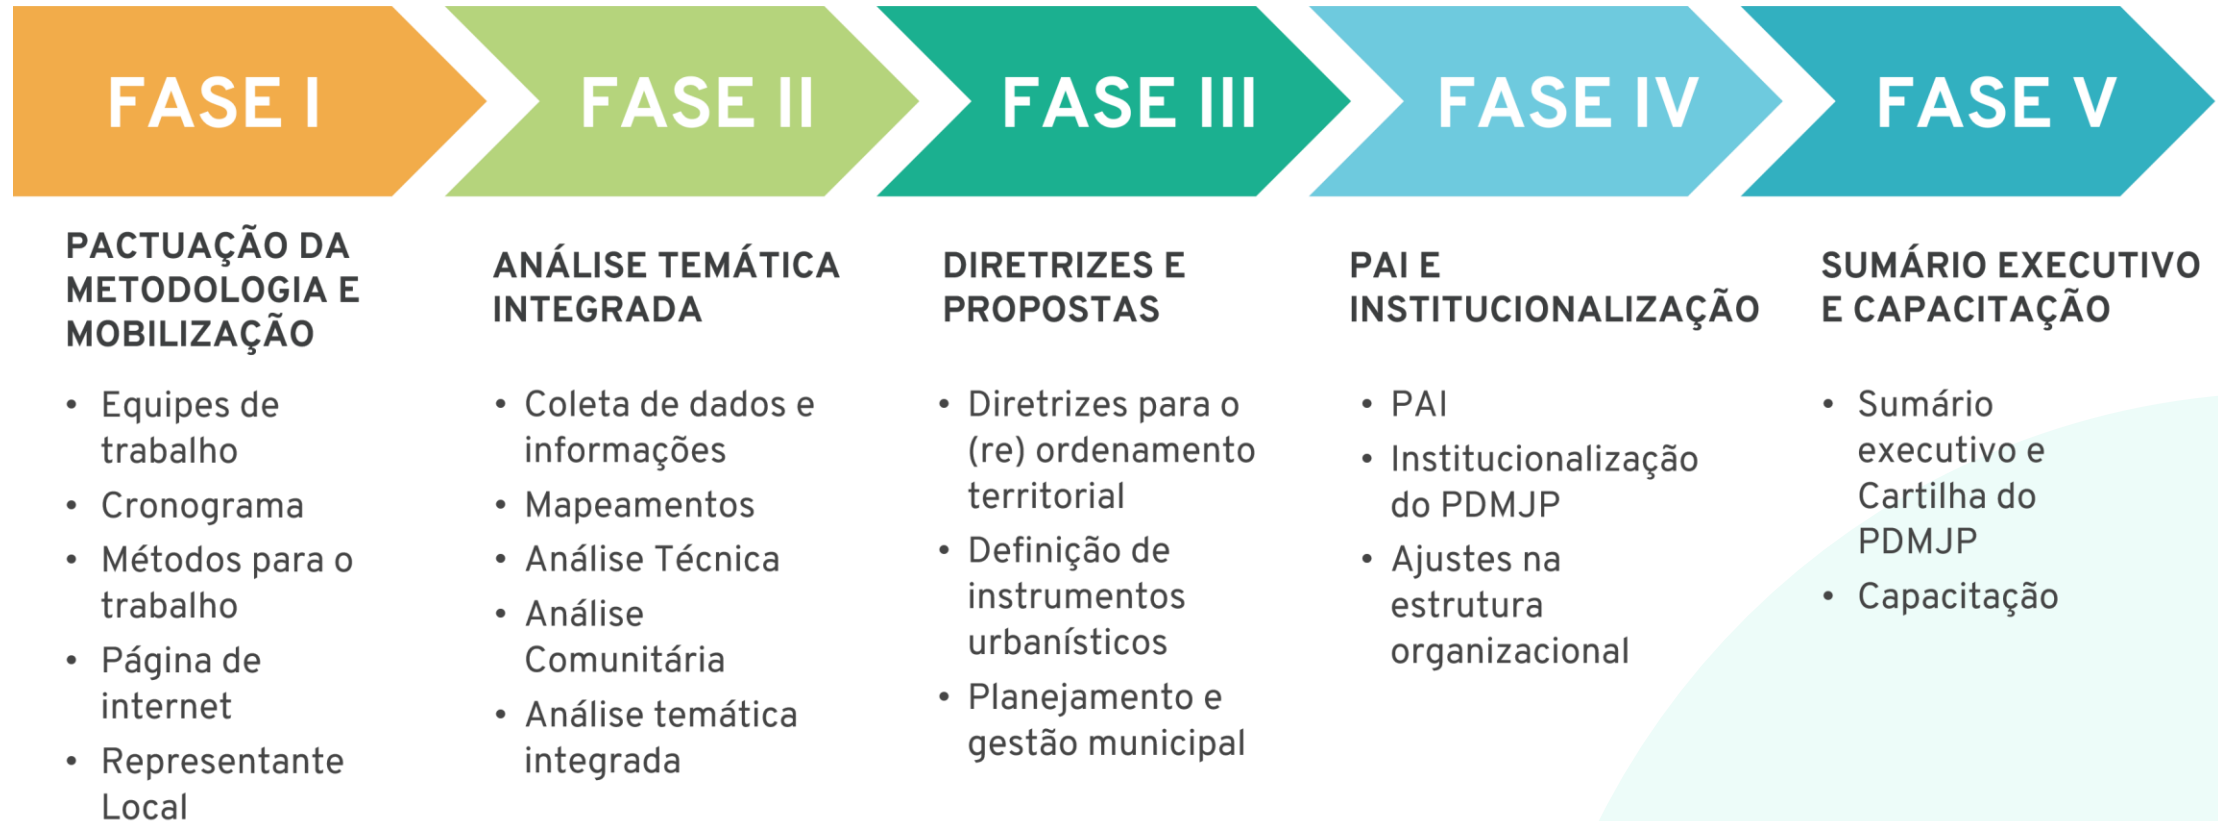 FASE I
FASE II
FASE III
FASE IV
FASE V
PACTUAÇÃO DA
METODOLOGIA E
MOBILIZAÇÃO
• Equipes de
trabalho
• Cronograma
• Métodos para o
trabalho
• Página de
internet
• Representante
Local
ANÁLISE TEMÁTICA
INTEGRADA
• Coleta de dados e
informações
• Mapeamentos
• Análise Técnica
• Análise
Comunitária
• Análise temática
integrada
DIRETRIZES E
PROPOSTAS
• Diretrizes para o
(re) ordenamento
territorial
• Definição de
instrumentos
urbanísticos
• Planejamento e
gestão municipal
PAI E
INSTITUCIONALIZAÇÃO
• PAI
• Institucionalização
do PDMJP
• Ajustes na
estrutura
organizacional
SUMÁRIO EXECUTIVO
E CAPACITAÇÃO
• Sumário
executivo e
Cartilha do
PDMJP
• Capacitação